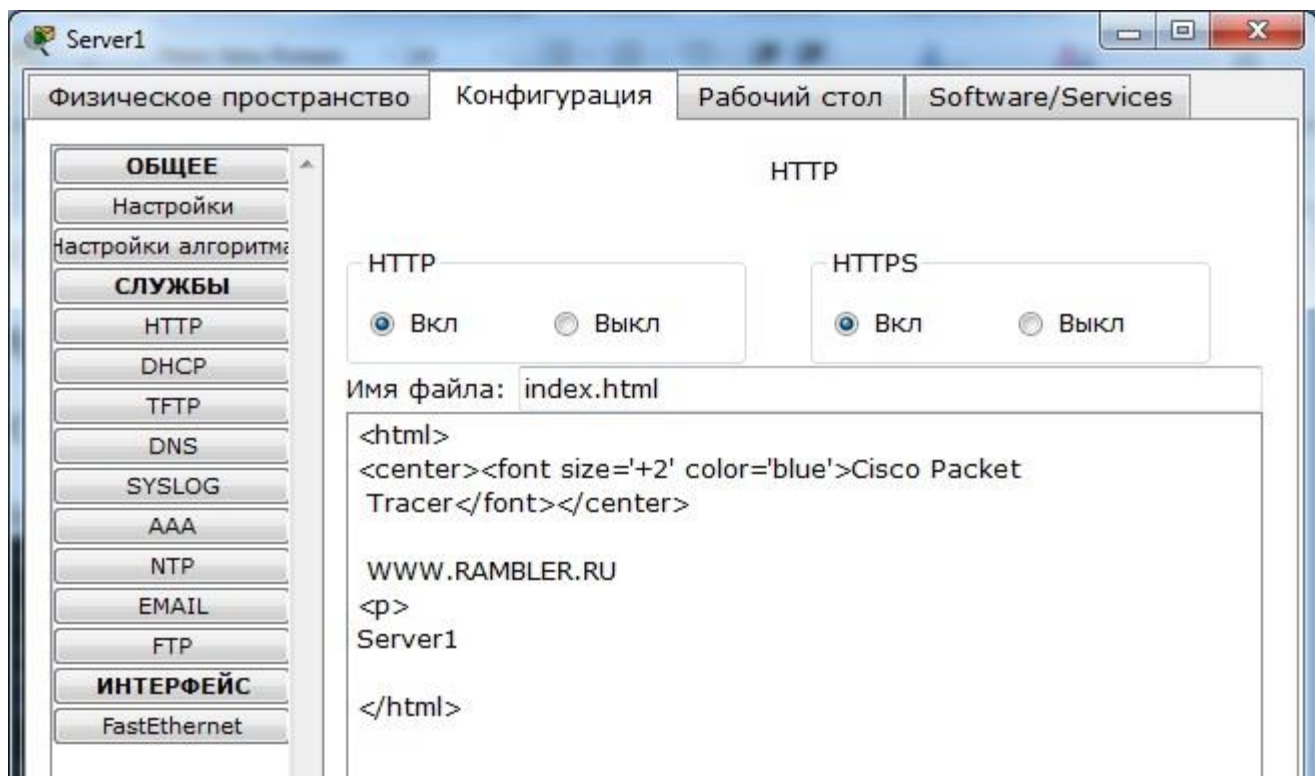 Server1
Физическое пространство
Конфигурация
Рабочий стол
Software/Services
ОБЩЕЕ
Настройки
Настройки алгоритма
СЛУЖБЫ
HTTP
DHCP
TFTP
DNS
SYSLOG
AAA
NTP
EMAIL
FTP
ИНТЕРФЕЙС
FastEthernet
HTTP
HTTP
Вкл
Выкл
HTTPS
Вкл
Выкл
Имя файла: index.html
<html>
<center><font size='+2' color='blue'>Cisco Packet
Tracer</font></center>
WWW.RAMBLER.RU
<p>
Server1
</html>